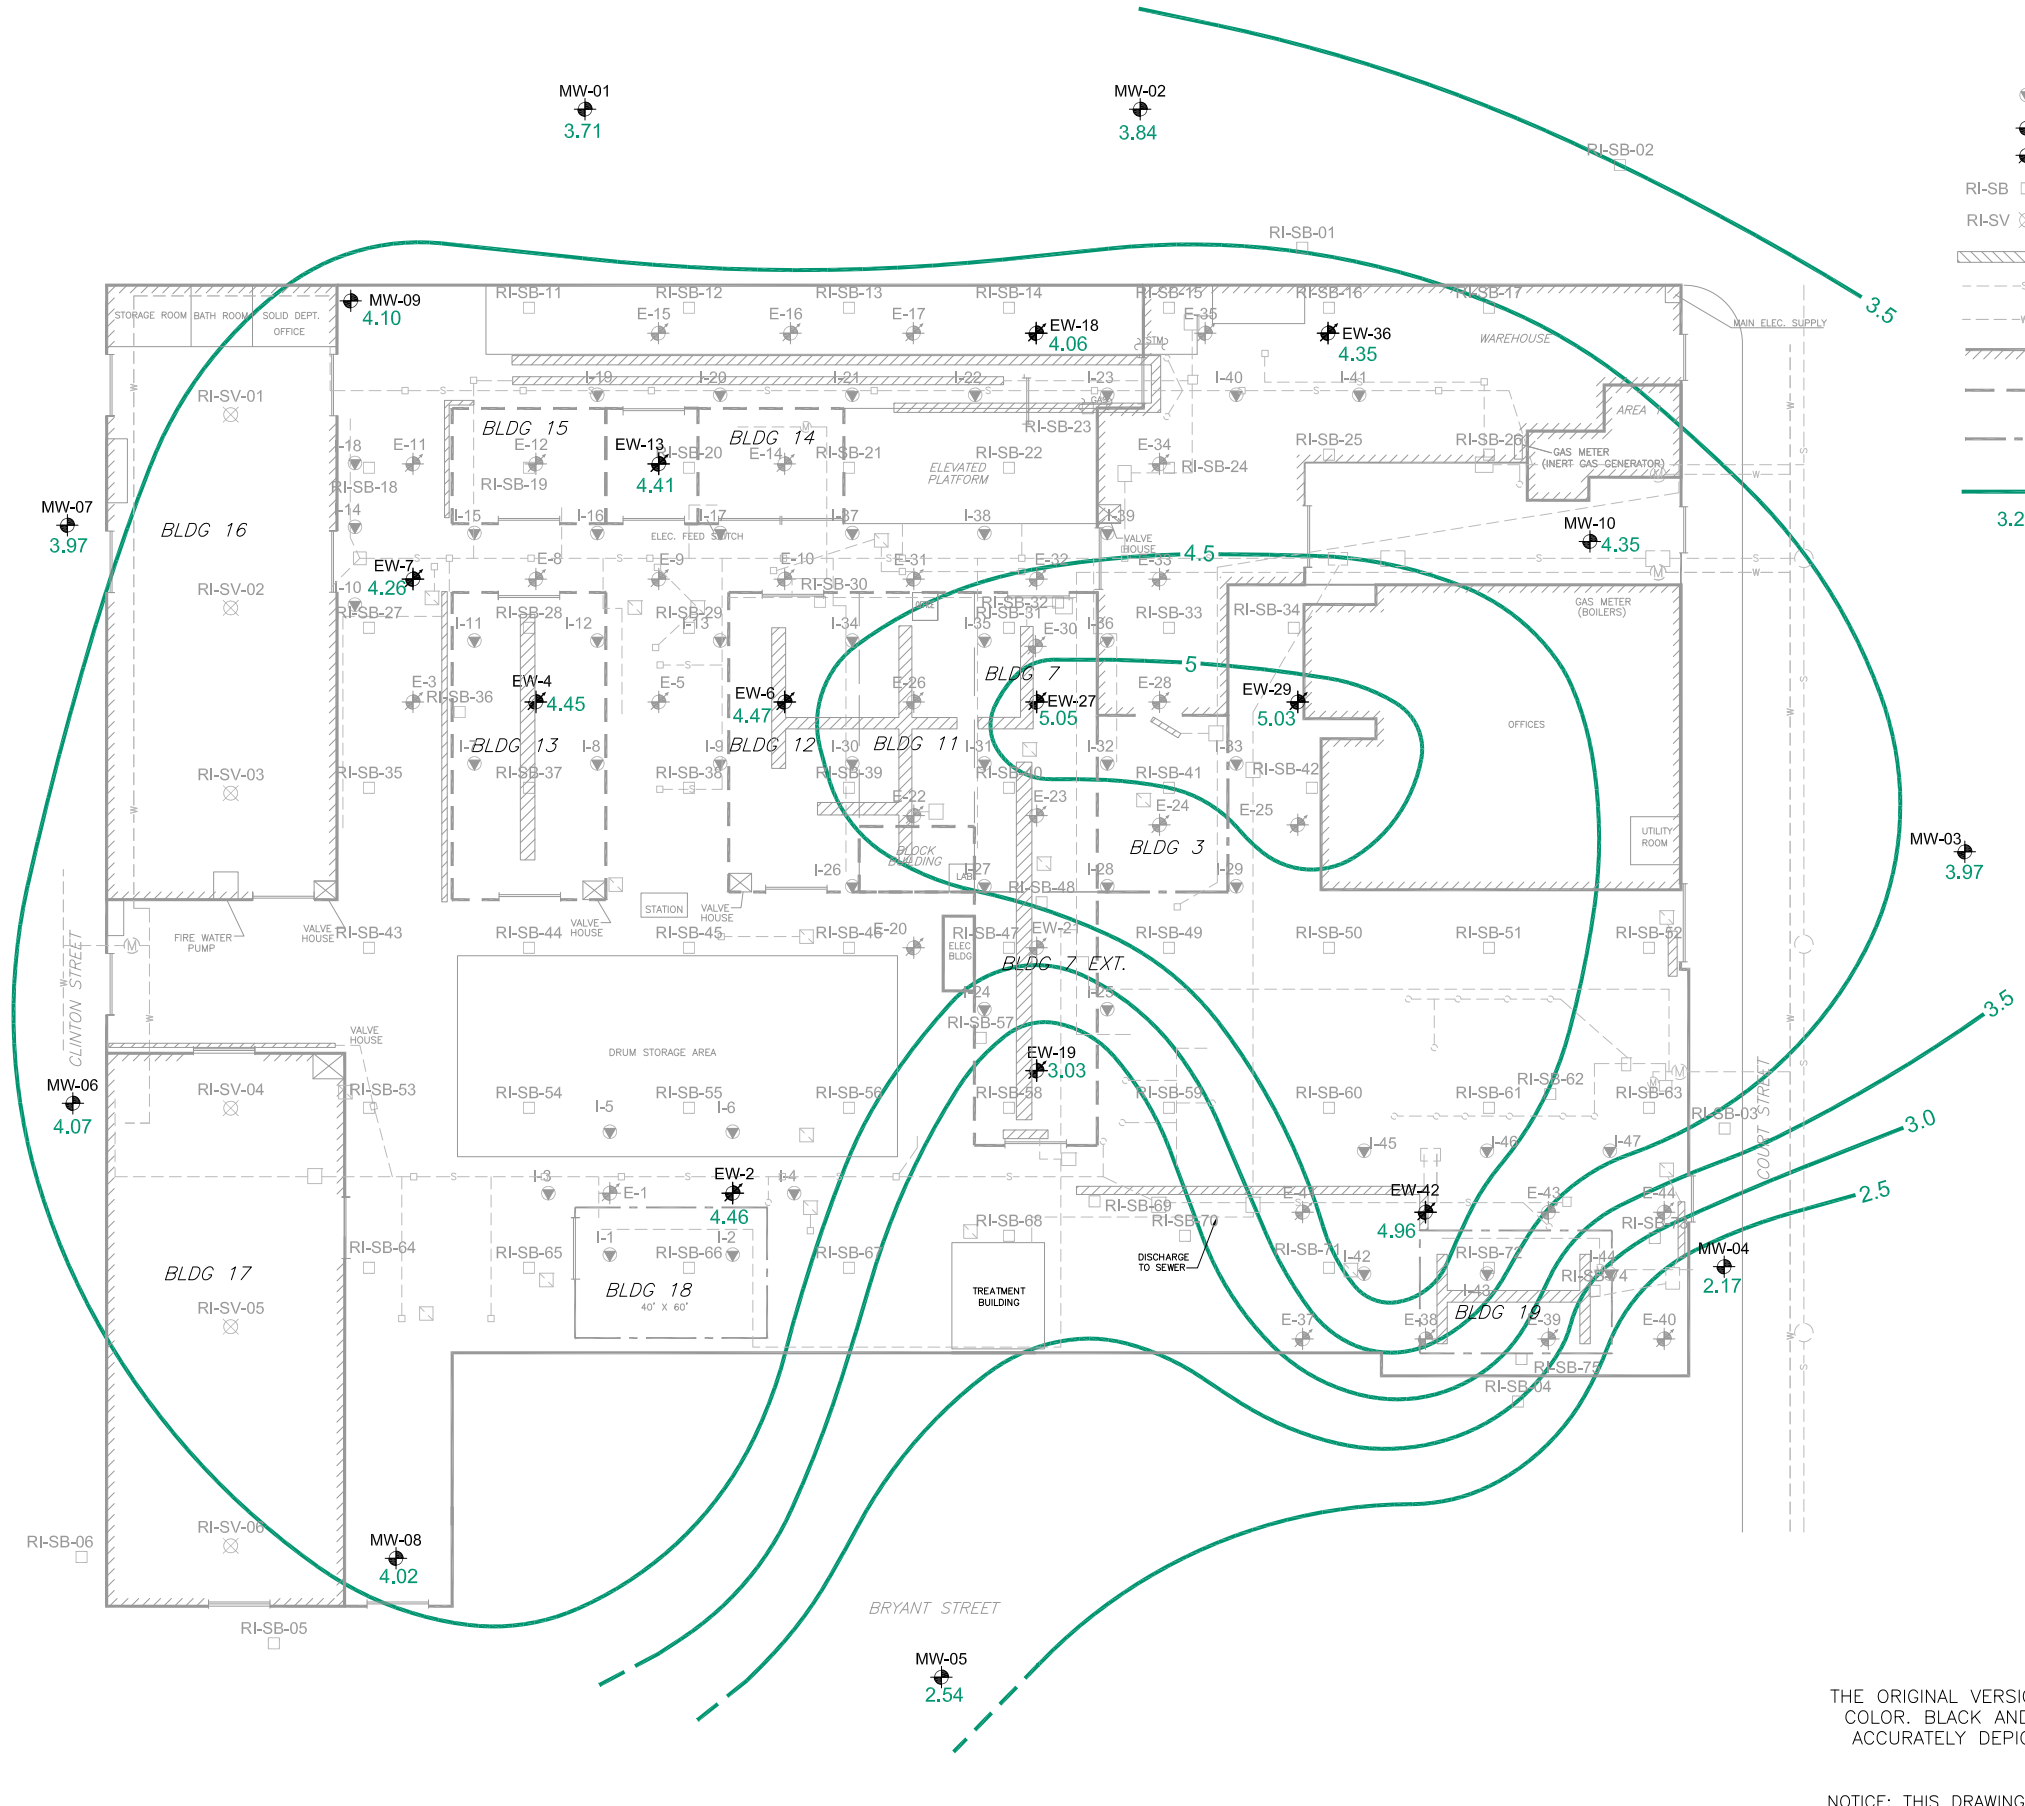 MW-01
3.71
MW-02
3.84
RI-SB-02
RI-SB
RI-SV
RI-SB-01
3.5
MW-09
4.10
STORAGE ROOM
BATH ROOM
SOLID DEPT.
OFFICE
RI-SB-11
RI-SB-12
RI-SB-13
RI-SB-14
RI-SB-15
RI-SB-16
RI-SB-17
E-15
E-16
E-17
EW-18
4.06
E-35
EW-36
4.35
WAREHOUSE
MAIN ELEC. SUPPLY
STM
RI-SV-01
I-19
I-20
I-21
I-22
I-23
I-40
I-41
GAS
AREA 1
BLDG 15
EW-13
4.41
BLDG 14
RI-SB-23
I-18
E-11
E-12
RI-SB-20
E-14
RI-SB-21
RI-SB-22
E-34
RI-SB-24
RI-SB-25
RI-SB-26
GAS METER
(INERT GAS GENERATOR)
ELEVATED
PLATFORM
RI-SB-18
RI-SB-19
MW-07
3.97
BLDG 16
I-14
I-15
I-16
I-17
I-37
I-38
I-39
ELEC. FEED SWITCH
VALVE
HOUSE
MW-10
4.35
3.2
4.5
EW-7
4.26
E-8
E-9
E-10
E-31
E-32
E-33
RI-SV-02
I-10
RI-SB-27
RI-SB-28
RI-SB-29
RI-SB-30
RI-SB-31
RI-SB-32
RI-SB-33
RI-SB-34
GAS METER
(BOILERS)
I-11
I-12
I-13
I-34
I-35
I-36
E-30
BLDG 7
5
E-3
RI-SB-36
EW-4
4.45
E-5
EW-6
4.47
E-26
EW-27
5.05
E-28
EW-29
5.03
OFFICES
I-7
BLDG 13
I-8
I-9
BLDG 12
I-30
BLDG 11
I-31
I-32
I-33
RI-SV-03
RI-SB-35
RI-SB-37
RI-SB-38
RI-SB-39
RI-SB-40
RI-SB-41
RI-SB-42
E-22
E-23
E-24
E-25
UTILITY
ROOM
BLOCK
BUILDING
BLDG 3
MW-03
3.97
I-26
I-27
I-28
I-29
LAB
RI-SB-48
STATION
VALVE
HOUSE
VALVE
HOUSE
VALVE
HOUSE
FIRE WATER
PUMP
RI-SB-43
RI-SB-44
RI-SB-45
RI-SB-46
E-20
RI-SB-47
EW-21
RI-SB-49
RI-SB-50
RI-SB-51
RI-SB-52
ELEC
BLDG
BLDG 7 EXT.
CLINTON STREET
I-24
I-25
RI-SB-57
3.5
VALVE
HOUSE
DRUM STORAGE AREA
EW-19
3.03
MW-06
4.07
RI-SV-04
RI-SB-53
RI-SB-54
RI-SB-55
RI-SB-56
RI-SB-58
RI-SB-59
RI-SB-60
RI-SB-61
RI-SB-62
RI-SB-63
RI-SB-03
COURT STREET
I-5
I-6
I-45
I-46
I-47
3.0
I-3
E-1
EW-2
4.46
I-4
EW-42
4.96
E-43
E-44
2.5
RI-SB-69
RI-SB-68
RI-SB-70
RI-SB-64
I-1
RI-SB-65
I-2
RI-SB-66
RI-SB-67
DISCHARGE
TO SEWER
RI-SB-71
I-42
RI-SB-72
I-43
I-44
RI-SB-74
MW-04
2.17
BLDG 17
BLDG 18
40' X 60'
TREATMENT
BUILDING
BLDG 19
RI-SV-05
E-37
E-38
E-39
E-40
RI-SB-75
RI-SB-04
RI-SV-06
RI-SB-06
MW-08
4.02
RI-SB-05
BRYANT STREET
MW-05
2.54
THE ORIGINAL VERSI
COLOR. BLACK AND
ACCURATELY DEPI
NOTICE: THIS DRAWING